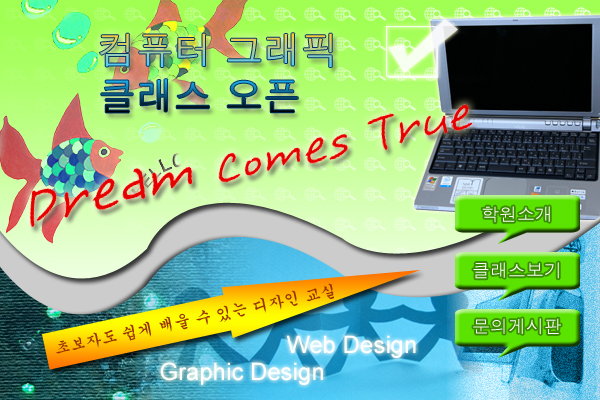 컴퓨터 그래픽
클래스 오픈
Dream Comes True
학원소개
클래스보기
문의게시판
초보자도 쉽게 배울 수 있는 디자인 교실
Web Design
Graphic Design